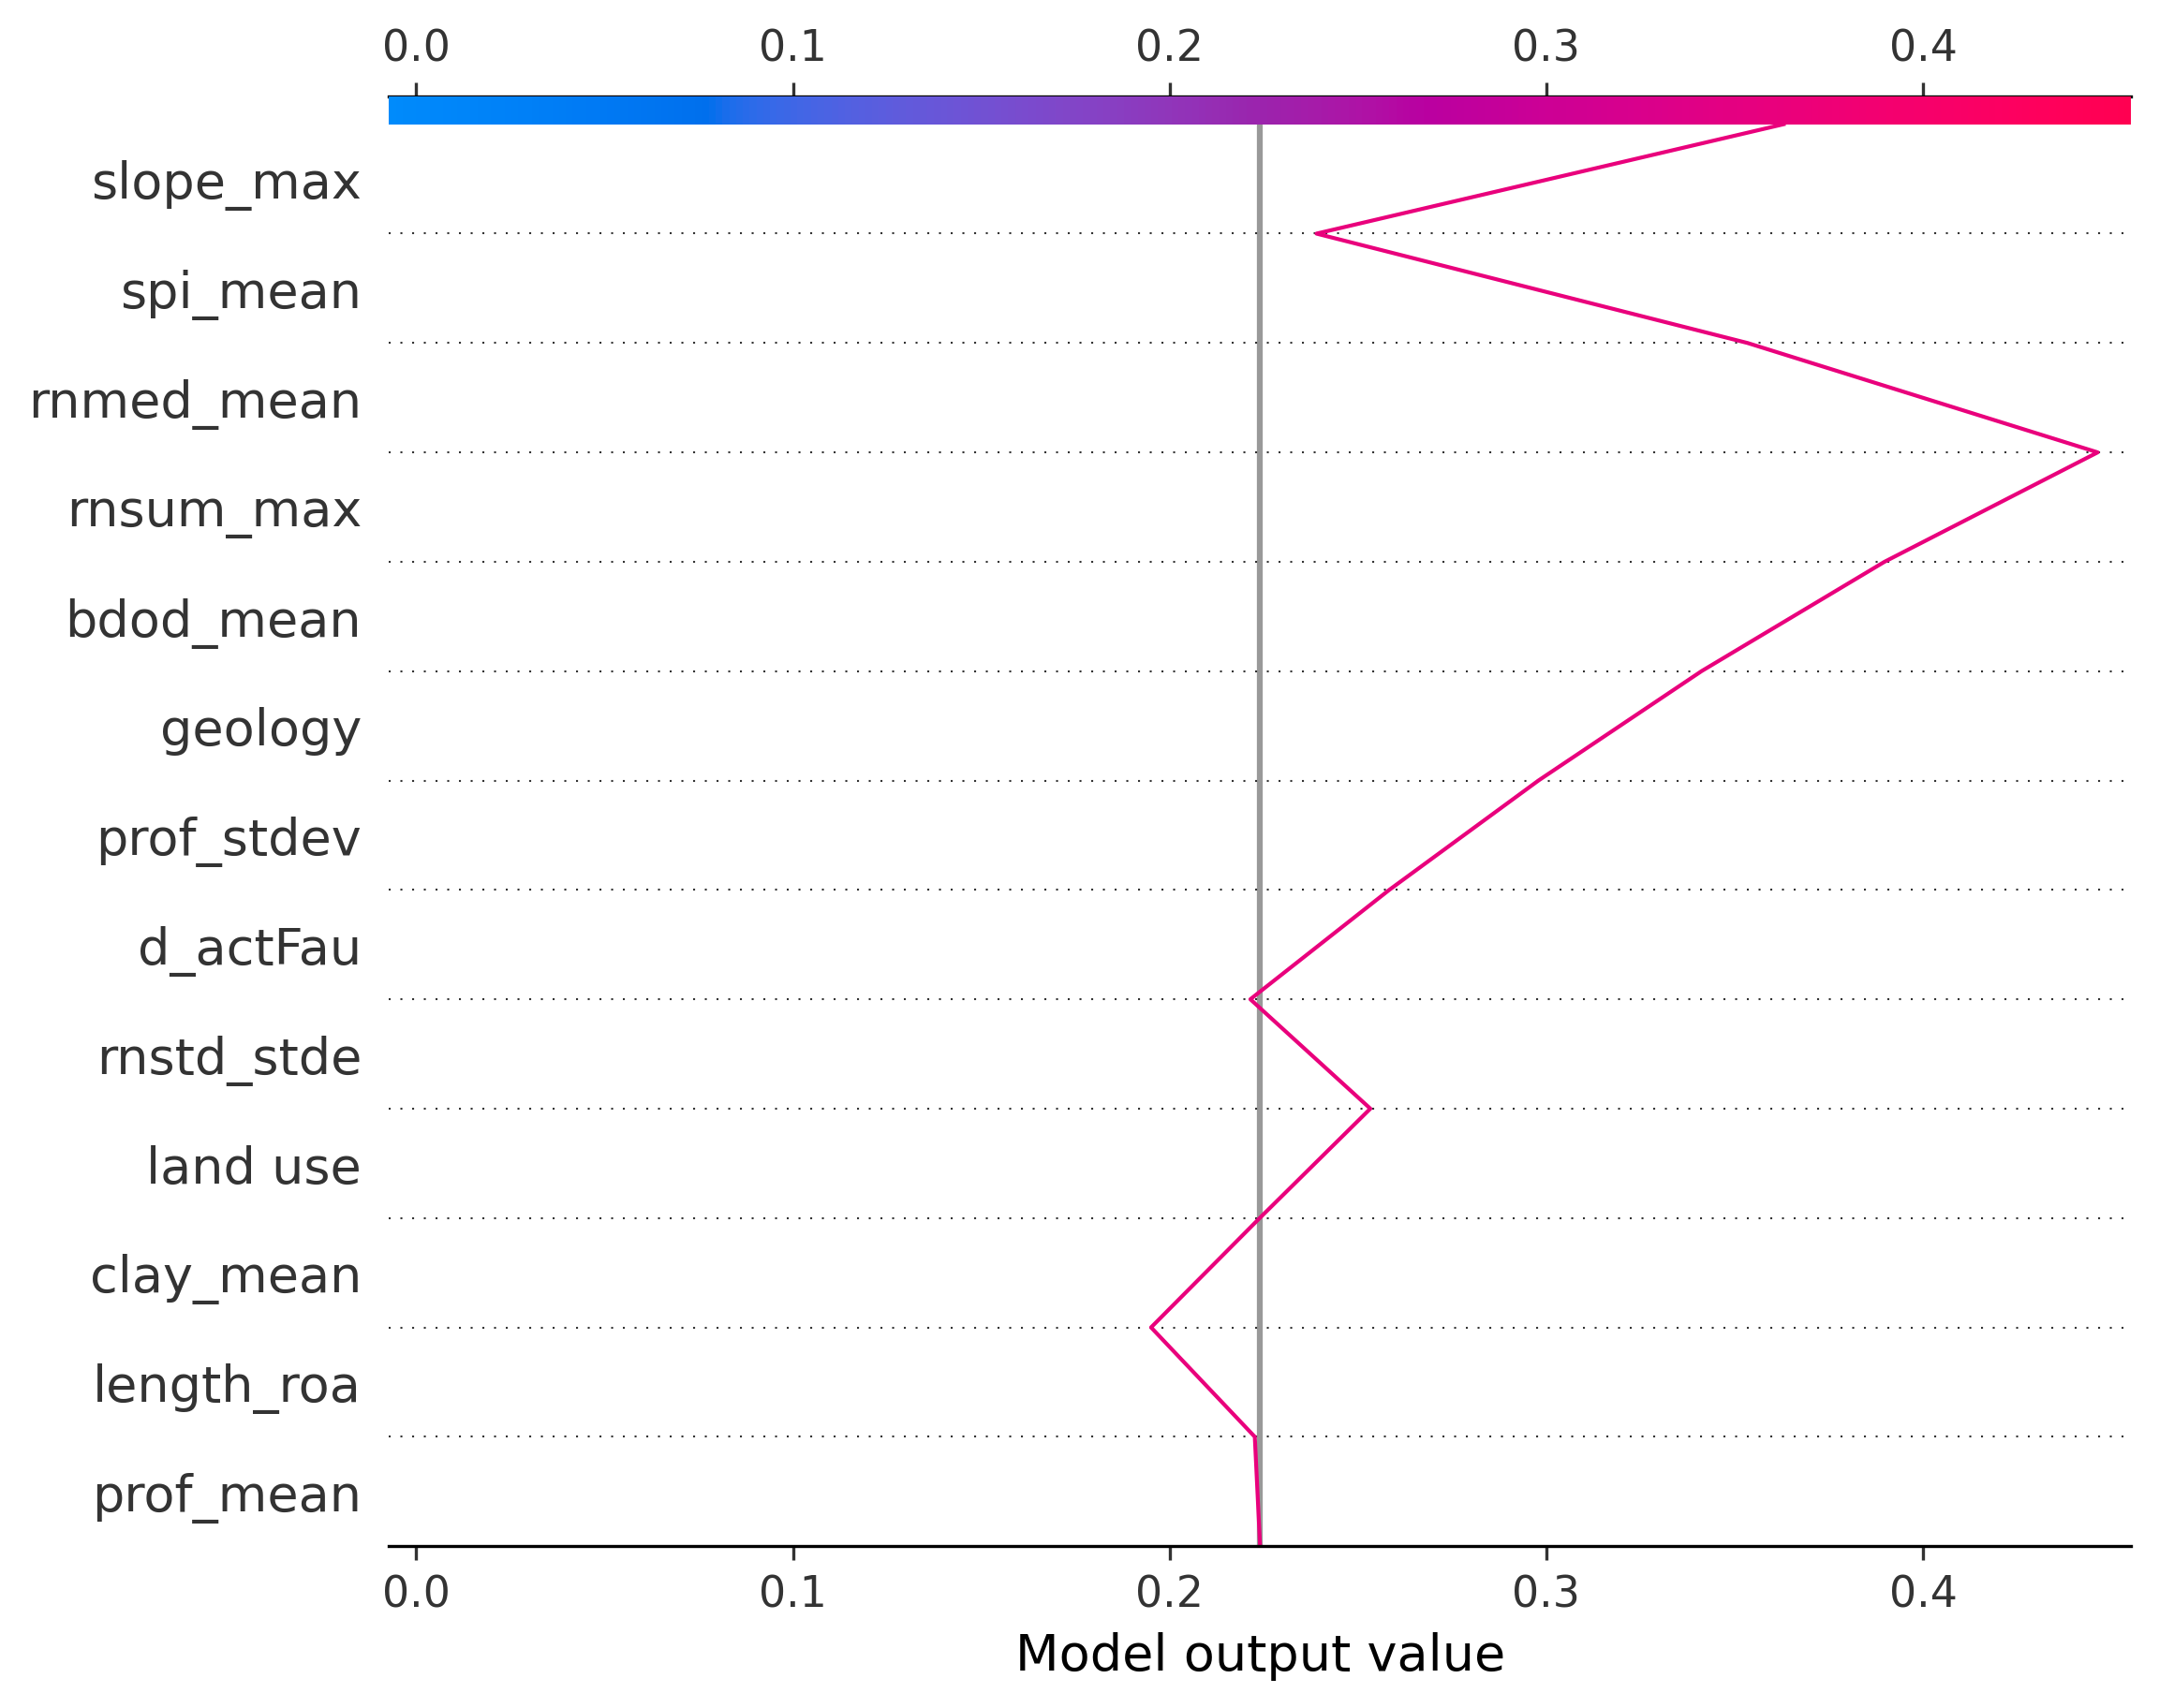 0.0 0.1 0.2 0.3 0.4
slope_max
spi_mean
rnmed_mean
rnsum_max
bdod_mean
geology
prof_stdev
d_actFau
rnstd_stde
land use
clay_mean
length_roa
prof_mean
0.0 0.1 0.2 0.3 0.4
Model output value